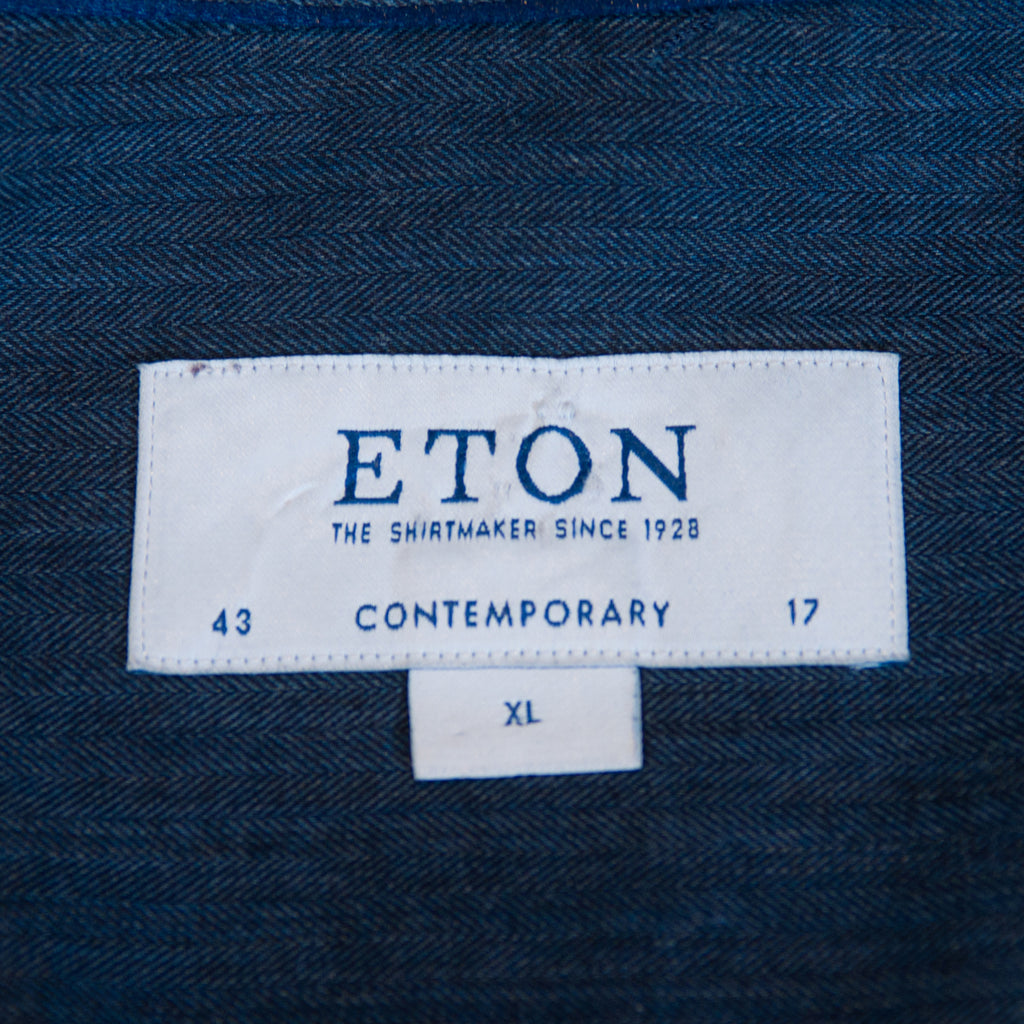 ETON
THE SHIRTMAKER SINCE 1928
43 CONTEMPORARY 17
XL